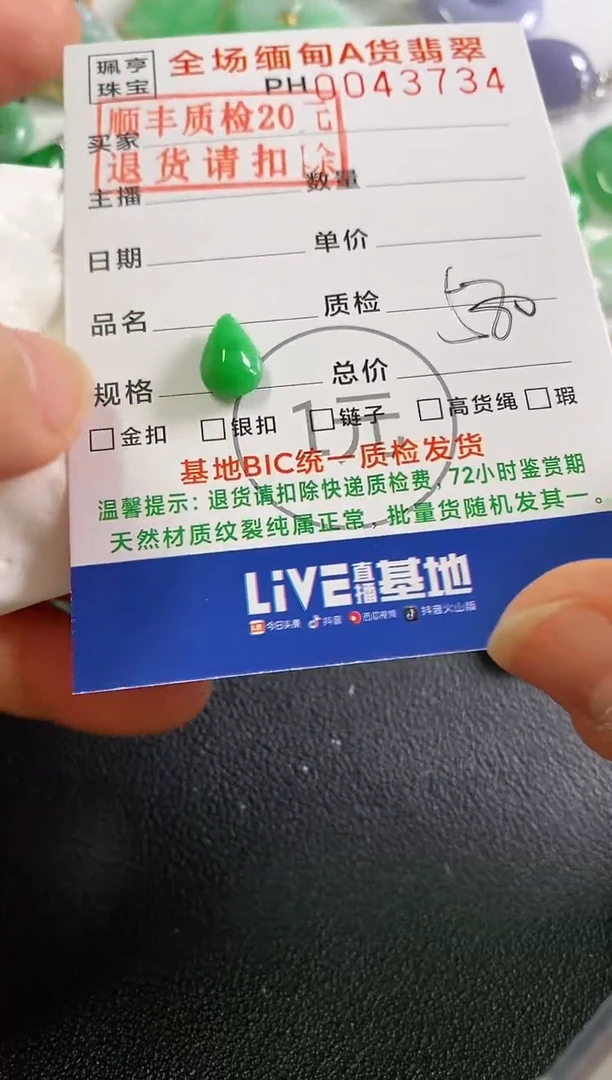 珮亨
珠宝
全场缅甸A货翡翠
PH0043734
顺丰质检20元
退货请扣除
买家
主播 数量
日期 单价
品名 质检
规格 总价
1元
□金扣 □银扣 □链子 □高货绳 □瑕
基地BIC统一质检发货
温馨提示：退货请扣除快递质检费，72小时鉴赏期
天然材质纹裂纯属正常，批量货随机发其一。
LiVE直播基地
头条 今日头条 抖音 西瓜视频 抖音火山版